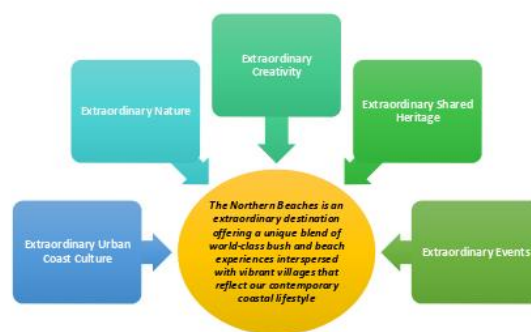 Extraordinary
Creativity
Extraordinary Nature
Extraordinary Shared
Heritage
Extraordinary Urban
Coast Culture
The Northern Beaches is an
extraordinary destination
offering a unique blend of
world-class bush and beach
experiences interspersed
with vibrant villages that
reflect our contemporary
coastal lifestyle
Extraordinary Events